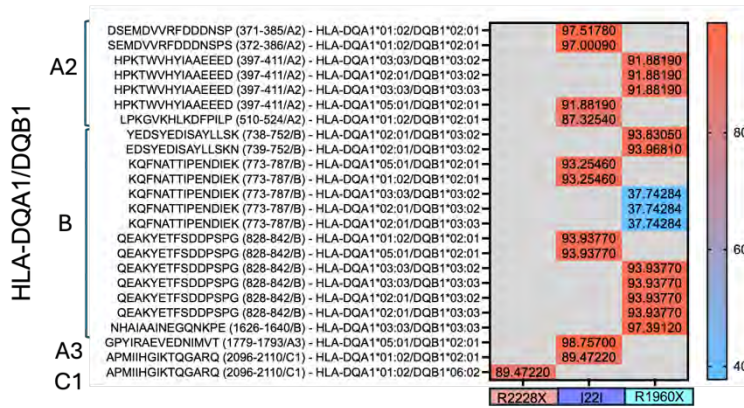 HLA-DQA1/DQB1
A2
B
A3
C1
DSEMDVVRFDDDNSP (371-385/A2) - HLA-DQA1*01:02/DQB1*02:01 97.51780
SEMDVVRFDDDNSPS (372-386/A2) - HLA-DQA1*01:02/DQB1*02:01 97.00090
HPKTWVHYIAAEEED (397-411/A2) - HLA-DQA1*03:03/DQB1*03:02 91.88190
HPKTWVHYIAAEEED (397-411/A2) - HLA-DQA1*02:01/DQB1*03:02 91.88190
HPKTWVHYIAAEEED (397-411/A2) - HLA-DQA1*02:01/DQB1*03:03 91.88190
HPKTWVHYIAAEEED (397-411/A2) - HLA-DQA1*05:01/DQB1*02:01 91.88190
LPKGVKHLKDFPILP (510-524/A2) - HLA-DQA1*01:02/DQB1*02:01 87.32540
YEDSYEDISAYLLSK (738-752/B) - HLA-DQA1*02:01/DQB1*03:02 93.83050
EDSYEDISAYLLSKN (739-752/B) - HLA-DQA1*02:01/DQB1*03:02 93.96810
KQFNATTIPENDIEK (773-787/B) - HLA-DQA1*05:01/DQB1*02:01 93.25460
KQFNATTIPENDIEK (773-787/B) - HLA-DQA1*01:02/DQB1*02:01 93.25460
KQFNATTIPENDIEK (773-787/B) - HLA-DQA1*03:03/DQB1*03:02 37.74284
KQFNATTIPENDIEK (773-787/B) - HLA-DQA1*02:01/DQB1*03:02 37.74284
KQFNATTIPENDIEK (773-787/B) - HLA-DQA1*02:01/DQB1*03:03 37.74284
QEAKYETFSDDPSPG (828-842/B) - HLA-DQA1*01:02/DQB1*02:01 93.93770
QEAKYETFSDDPSPG (828-842/B) - HLA-DQA1*05:01/DQB1*02:01 93.93770
QEAKYETFSDDPSPG (828-842/B) - HLA-DQA1*03:03/DQB1*03:02 93.93770
QEAKYETFSDDPSPG (828-842/B) - HLA-DQA1*03:03/DQB1*03:03 93.93770
QEAKYETFSDDPSPG (828-842/B) - HLA-DQA1*02:01/DQB1*03:02 93.93770
QEAKYETFSDDPSPG (828-842/B) - HLA-DQA1*02:01/DQB1*03:03 93.93770
NHAIAAINEGQNKPE (1626-1640/B) - HLA-DQA1*03:03/DQB1*03:03 97.39120
GPYIRAEVEDNIMVT (1779-1793/A3) - HLA-DQA1*05:01/DQB1*02:01 98.75700
APMIIHGIKTQGARQ (2096-2110/C1) - HLA-DQA1*01:02/DQB1*02:01 89.47220
APMIIHGIKTQGARQ (2096-2110/C1) - HLA-DQA1*01:02/DQB1*06:02 89.47220
R2228X I22I R1960X
80
60
40